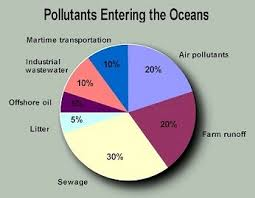 Pollutants Entering the Oceans
Martime transportation
Industrial
wastewater
Air pollutants
10%
20%
10%
Offshore oil
5%
Litter
5%
20%
Farm runoff
30%
Sewage